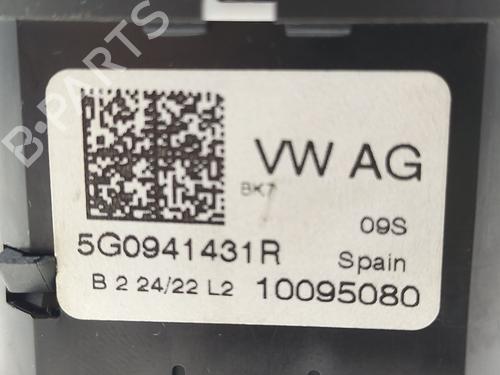 VW AG
BK7
09S
5G0941431R
Spain
B 2 24/22 L2
10095080
B-PARTS